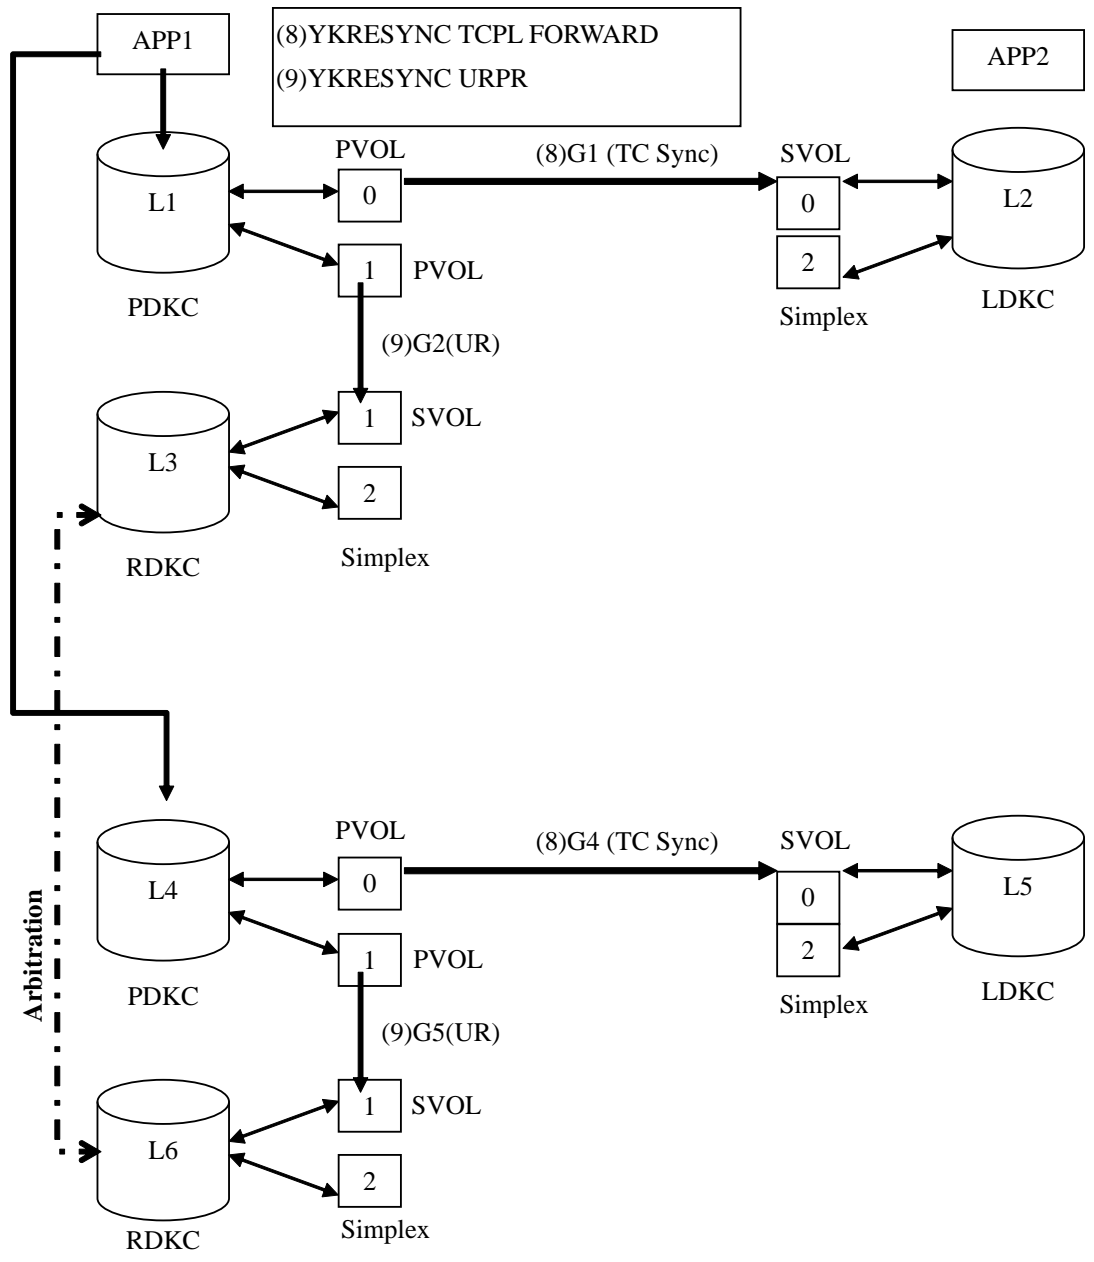 APP1
(8)YKRESYNC TCPL FORWARD
(9)YKRESYNC URPR
APP2
PVOL
(8)G1 (TC Sync)
SVOL
L1
0
0
L2
1
PVOL
2
PDKC
Simplex
LDKC
(9)G2(UR)
1
SVOL
L3
2
RDKC
Simplex
PVOL
(8)G4 (TC Sync)
SVOL
L4
0
0
L5
1
PVOL
2
PDKC
Simplex
LDKC
Arbitration
(9)G5(UR)
1
SVOL
L6
2
RDKC
Simplex